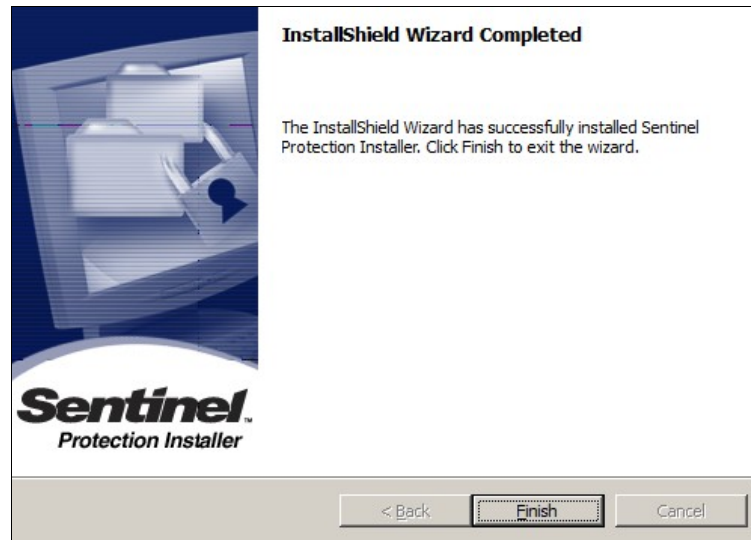 InstallShield Wizard Completed
The InstallShield Wizard has successfully installed Sentinel
Protection Installer. Click Finish to exit the wizard.
Sentinel™
Protection Installer
< Back
Finish
Cancel